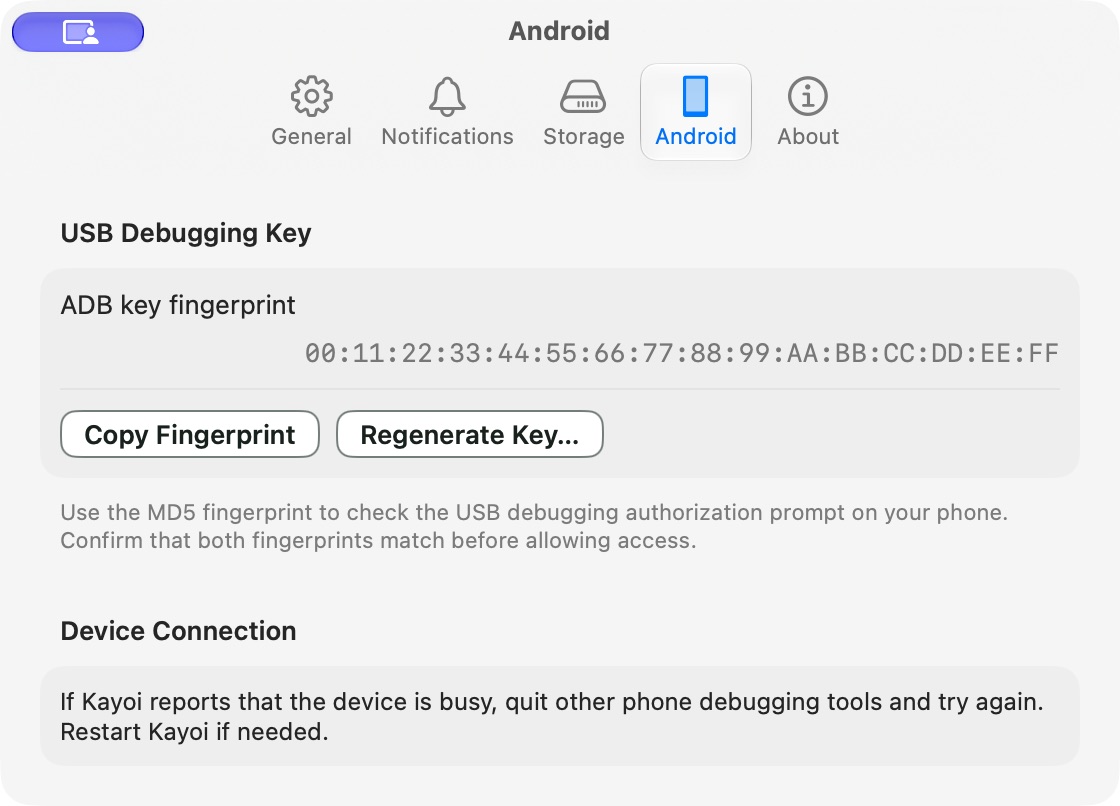 Android
General
Notifications
Storage
Android
About
USB Debugging Key
ADB key fingerprint
00:11:22:33:44:55:66:77:88:99:AA:BB:CC:DD:EE:FF
Copy Fingerprint
Regenerate Key...
Use the MD5 fingerprint to check the USB debugging authorization prompt on your phone.
Confirm that both fingerprints match before allowing access.
Device Connection
If Kayoi reports that the device is busy, quit other phone debugging tools and try again.
Restart Kayoi if needed.